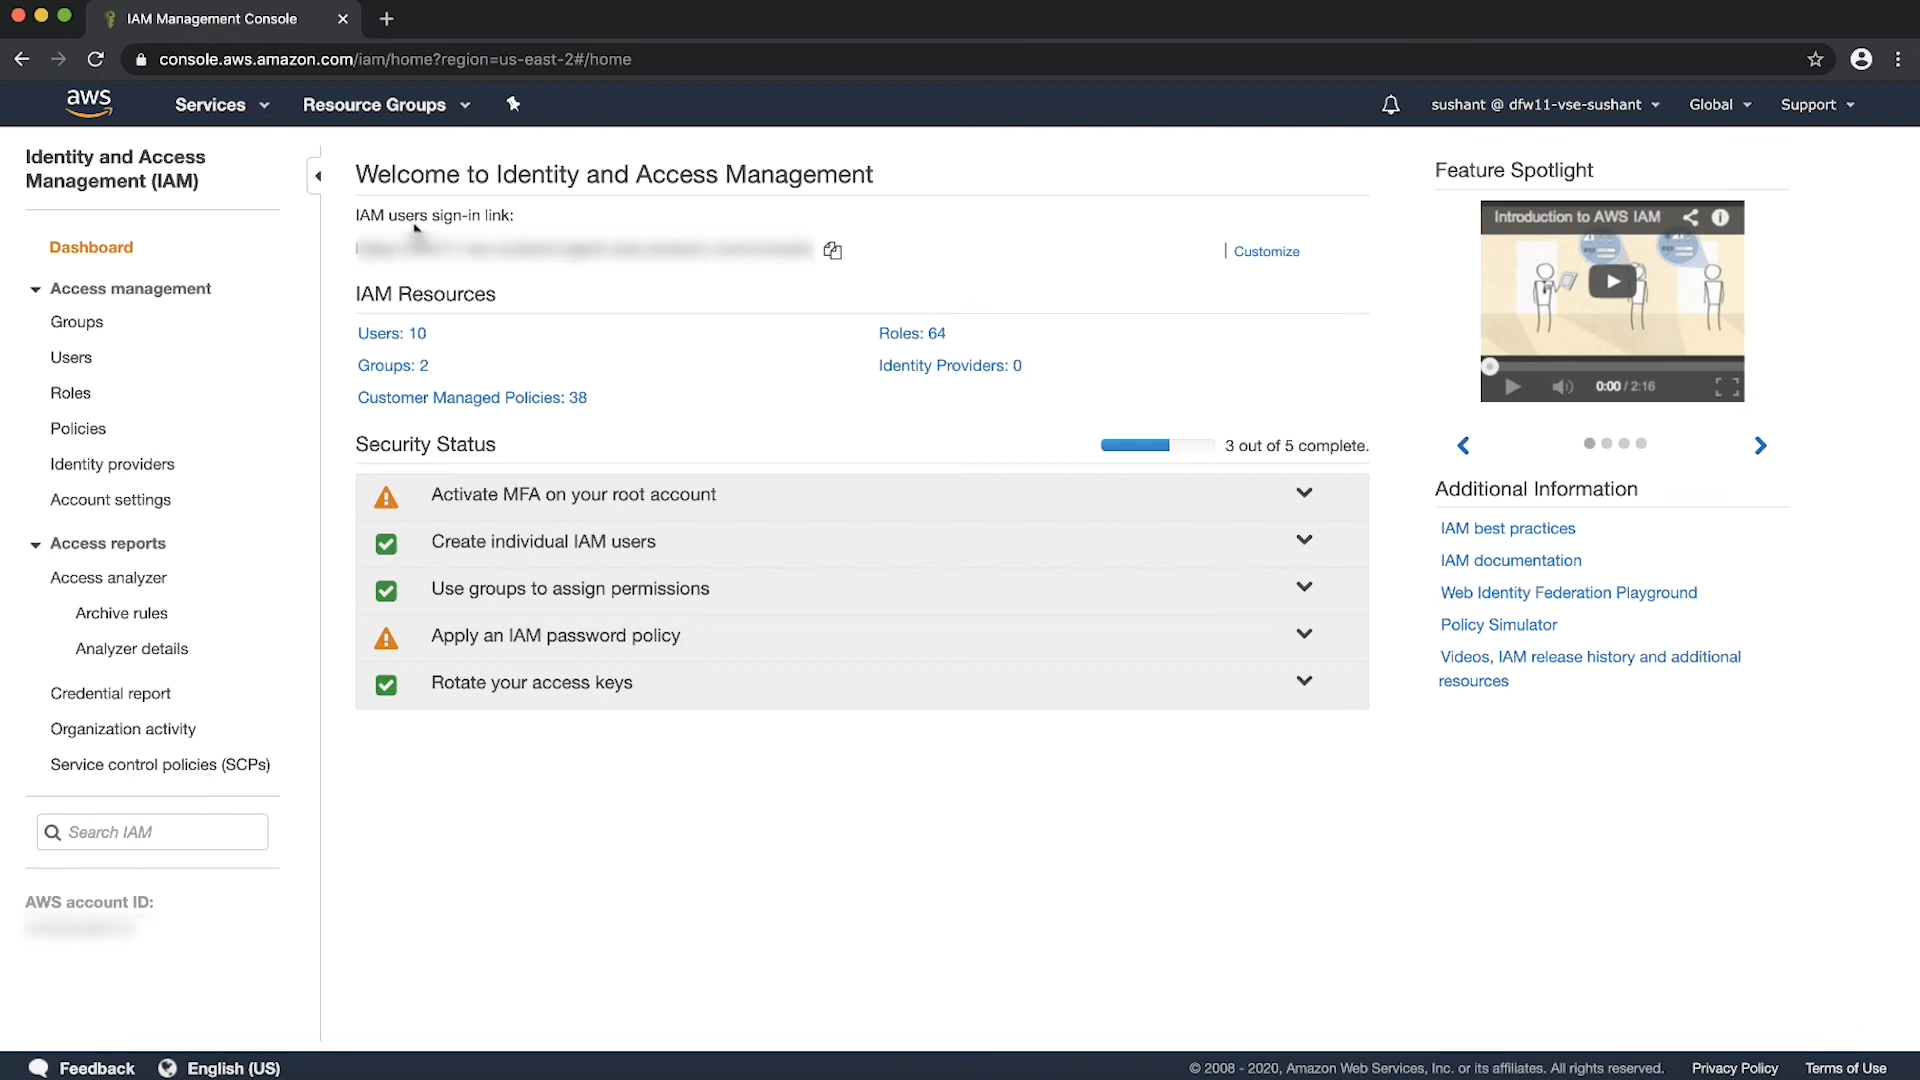 IAM Management Console
console.aws.amazon.com/iam/home?region=us-east-2#/home
aws
Services
Resource Groups
sushant @ dfw11-vse-sushant
Global
Support
Identity and Access
Management (IAM)
Dashboard
Access management
Groups
Users
Roles
Policies
Identity providers
Account settings
Access reports
Access analyzer
Archive rules
Analyzer details
Credential report
Organization activity
Service control policies (SCPs)
Search IAM
AWS account ID:
Welcome to Identity and Access Management
IAM users sign-in link:
Customize
IAM Resources
Users: 10
Roles: 64
Groups: 2
Identity Providers: 0
Customer Managed Policies: 38
Security Status
3 out of 5 complete.
Activate MFA on your root account
Create individual IAM users
Use groups to assign permissions
Apply an IAM password policy
Rotate your access keys
Feature Spotlight
Introduction to AWS IAM
0:00 / 2:16
Additional Information
IAM best practices
IAM documentation
Web Identity Federation Playground
Policy Simulator
Videos, IAM release history and additional
resources
Feedback
English (US)
© 2008 - 2020, Amazon Web Services, Inc. or its affiliates. All rights reserved.
Privacy Policy
Terms of Use